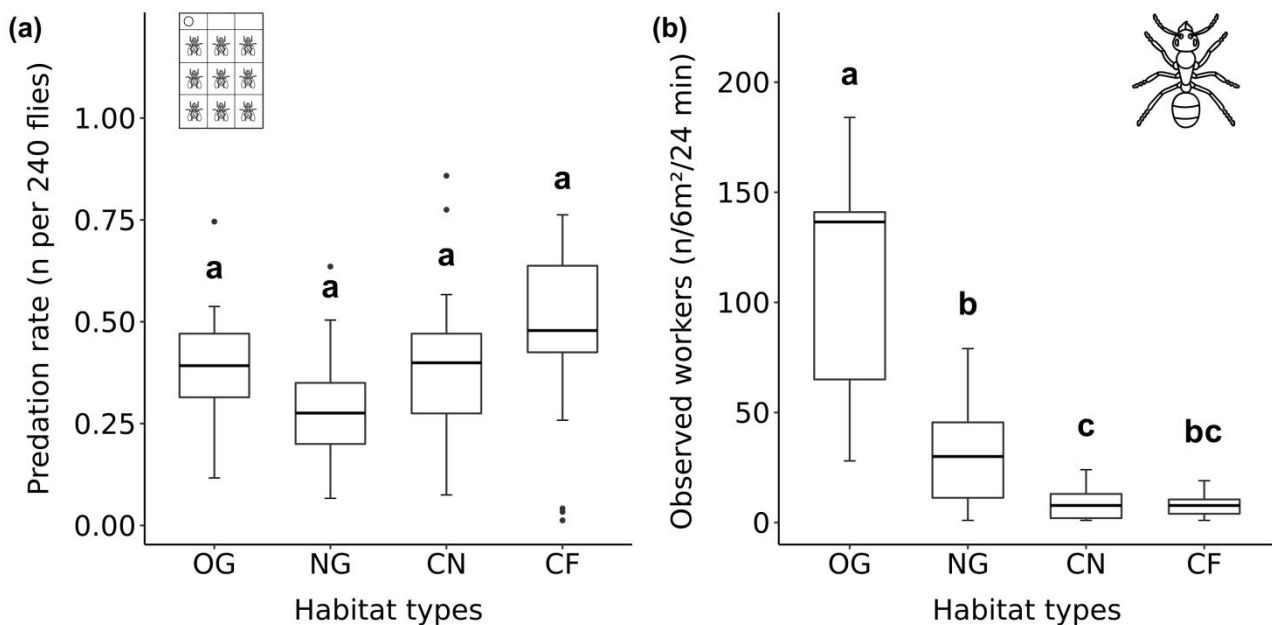 (a)
Predation rate (n per 240 flies)
1.00
0.75
0.50
0.25
0.00
a
a
a
a
OG NG CN CF
Habitat types
(b)
Observed workers (n/6m²/24 min)
200
150
100
50
0
a
b
c
bc
OG NG CN CF
Habitat types